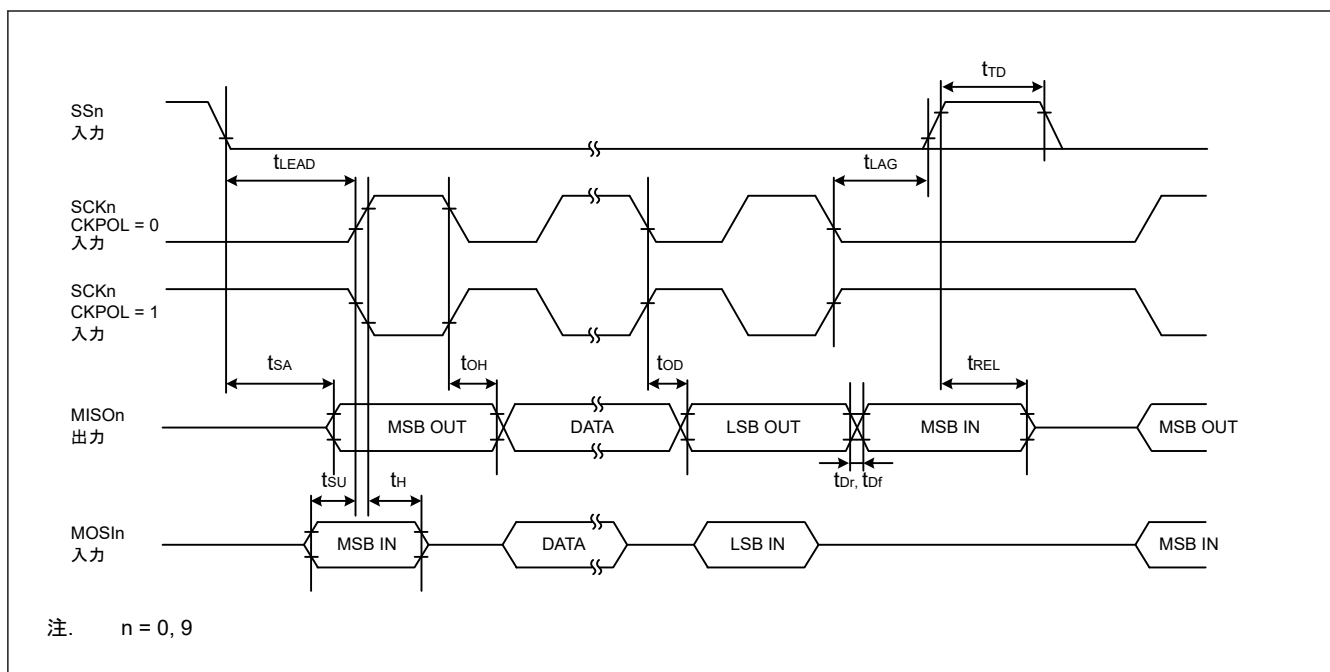 tTD
SSn
入力
tLEAD
tLAG
SCKn
CKPOL = 0
入力
SCKn
CKPOL = 1
入力
tSA
tOH
tOD
tREL
MISOn
出力
MSB OUT
DATA
LSB OUT
MSB IN
MSB OUT
tSU
tH
tDr, tDf
MOSIn
入力
MSB IN
DATA
LSB IN
MSB IN
注. n = 0, 9